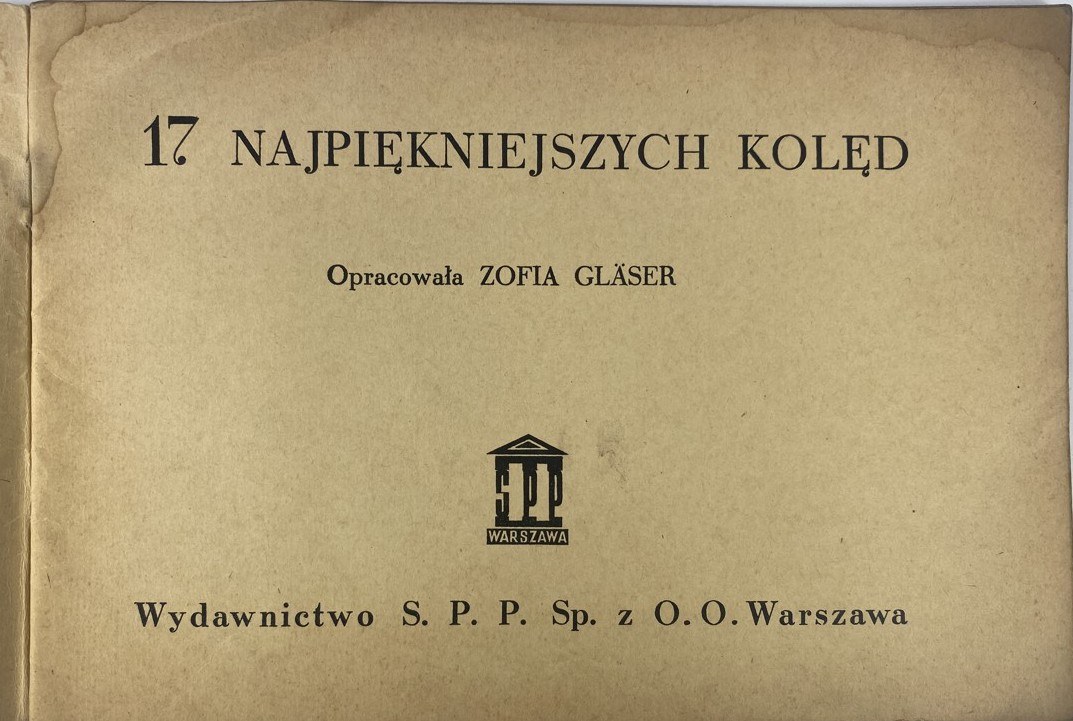 17 NAJPIĘKNIEJSZYCH KOLĘD
Opracowała ZOFIA GLÄSER
SPP
WARSZAWA
Wydawnictwo S. P. P. Sp. z O. O. Warszawa